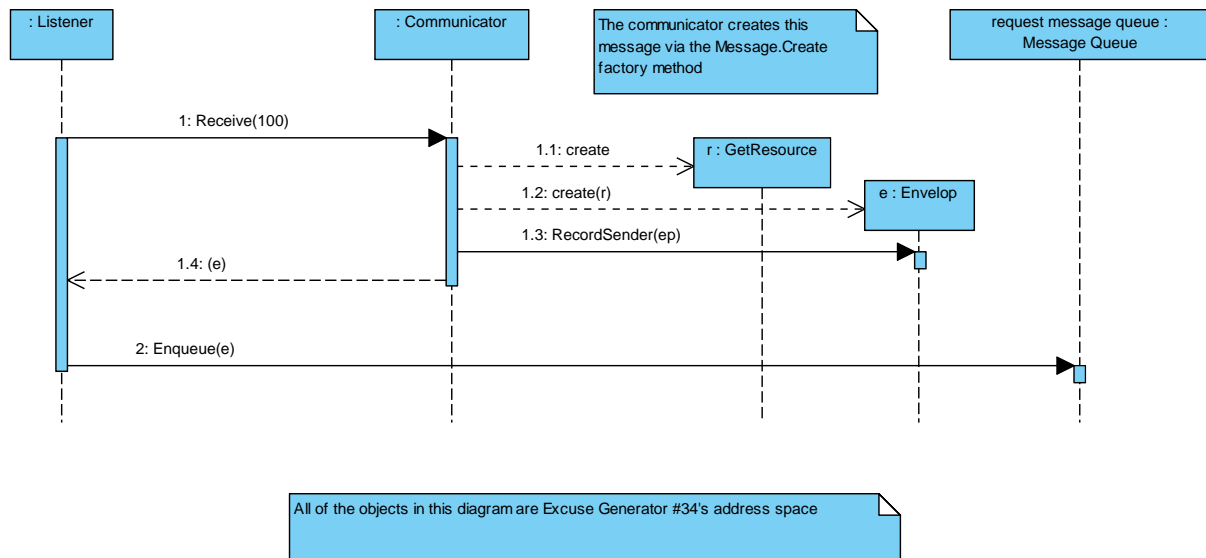 : Listener
: Communicator
The communicator creates this
message via the Message.Create
factory method
request message queue :
Message Queue
1: Receive(100)
1.1: create
r : GetResource
1.2: create(r)
e : Envelop
1.3: RecordSender(ep)
1.4: (e)
2: Enqueue(e)
All of the objects in this diagram are Excuse Generator #34's address space